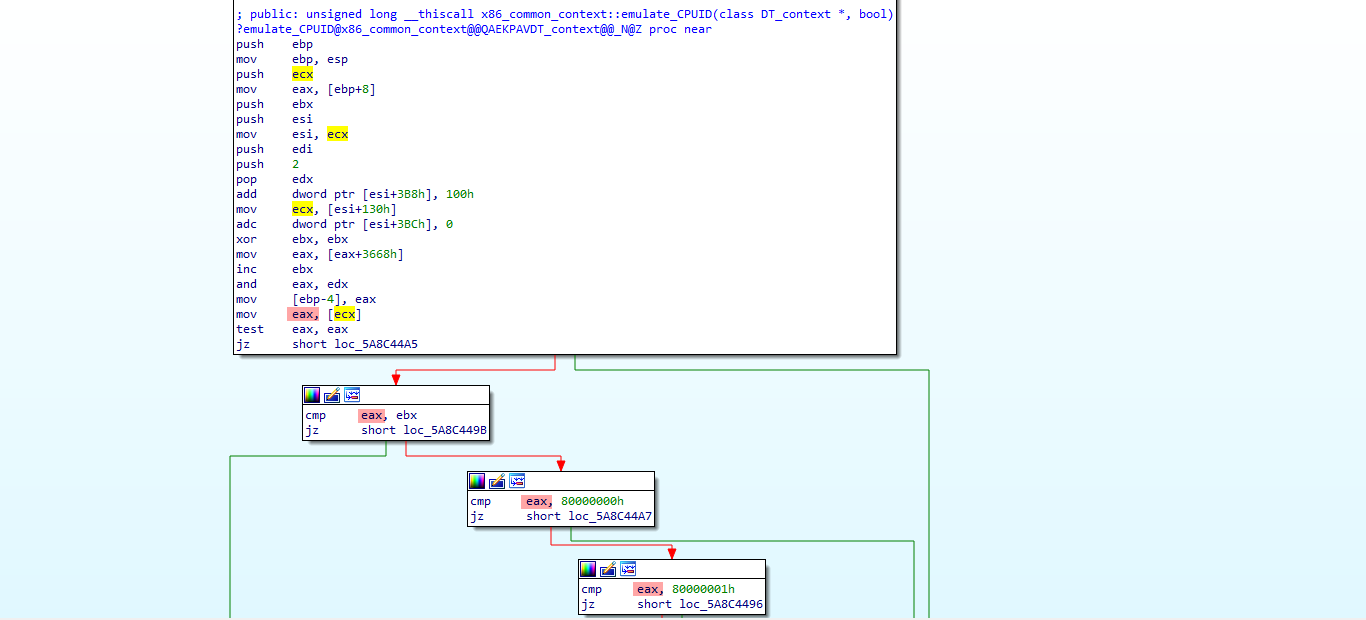 ; public: unsigned long __thiscall x86_common_context::emulate_CPUID(class DT_context *, bool)
?emulate_CPUID@x86_common_context@@QAEKPAVDT_context@@_N@Z proc near
push ebp
mov ebp, esp
push ecx
mov eax, [ebp+8]
push ebx
push esi
mov esi, ecx
push edi
push 2
pop edx
add dword ptr [esi+3B8h], 100h
mov ecx, [esi+130h]
adc dword ptr [esi+3BCh], 0
xor ebx, ebx
mov eax, [eax+3668h]
inc ebx
and eax, edx
mov [ebp-4], eax
mov eax, [ecx]
test eax, eax
jz short loc_5A8C44A5
cmp eax, ebx
jz short loc_5A8C449B
cmp eax, 80000000h
jz short loc_5A8C44A7
cmp eax, 80000001h
jz short loc_5A8C4496